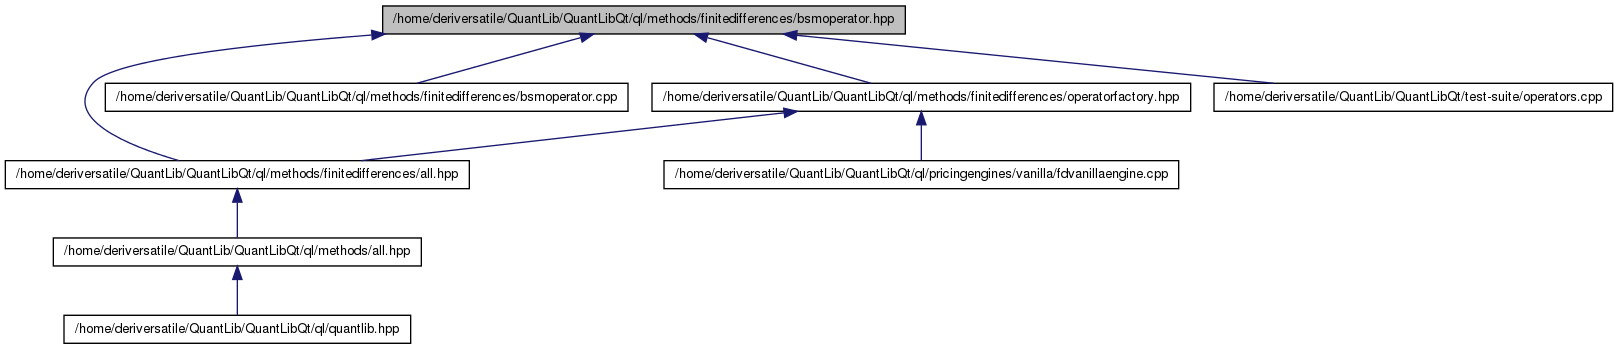 /home/deriversatile/QuantLib/QuantLibQt/ql/methods/finitedifferences/bsmoperator.hpp
/home/deriversatile/QuantLib/QuantLibQt/ql/methods/finitedifferences/bsmoperator.cpp
/home/deriversatile/QuantLib/QuantLibQt/ql/methods/finitedifferences/operatorfactory.hpp
/home/deriversatile/QuantLib/QuantLibQt/test-suite/operators.cpp
/home/deriversatile/QuantLib/QuantLibQt/ql/methods/finitedifferences/all.hpp
/home/deriversatile/QuantLib/QuantLibQt/ql/pricingengines/vanilla/fdvanillaengine.cpp
/home/deriversatile/QuantLib/QuantLibQt/ql/methods/all.hpp
/home/deriversatile/QuantLib/QuantLibQt/ql/quantlib.hpp